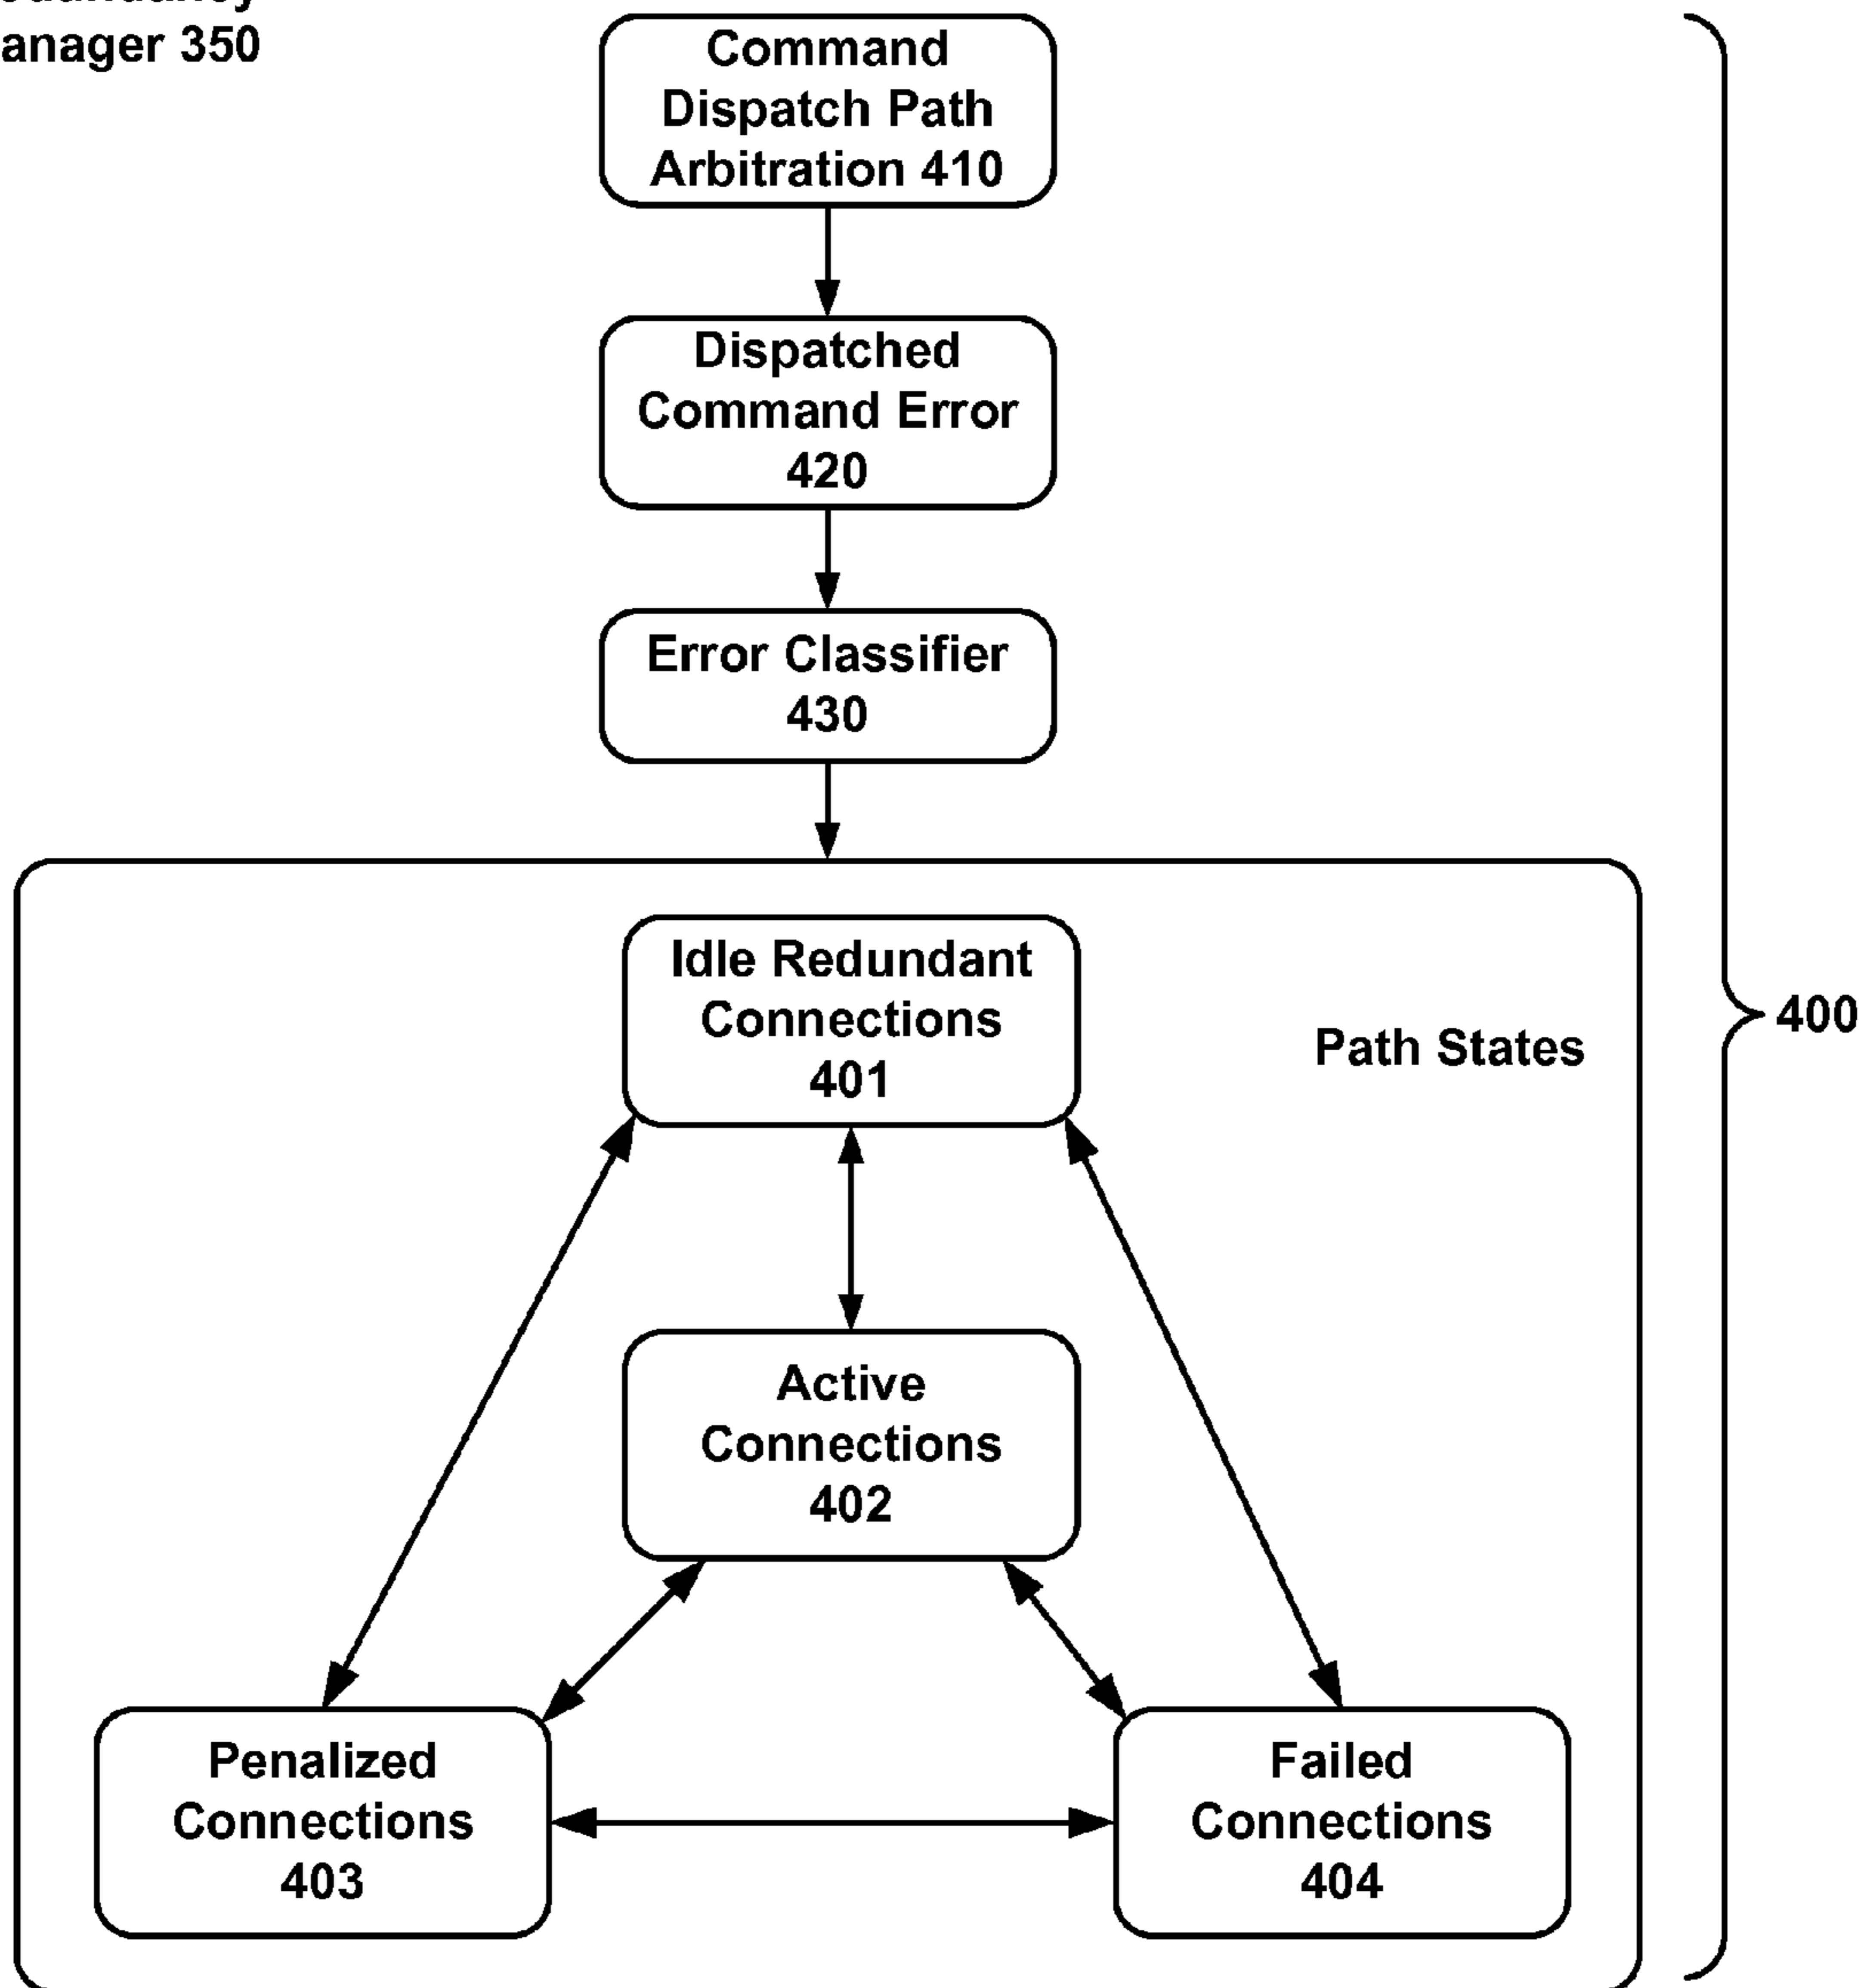 anager 350
Command
Dispatch Path
Arbitration 410
Dispatched
Command Error
420
Error Classifier
430
Idle Redundant
Connections
401
Path States
400
Active
Connections
402
Penalized
Connections
403
Failed
Connections
404